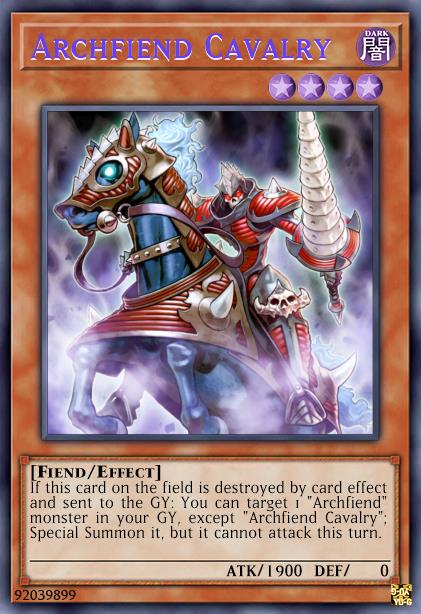 ARCHFIEND CAVALRY
DARK
闇
[FIEND/EFFECT]
If this card on the field is destroyed by card effect
and sent to the GY: You can target 1 "Archfiend"
monster in your GY, except "Archfiend Cavalry";
Special Summon it, but it cannot attack this turn.
ATK/1900 DEF/ 0
92039899